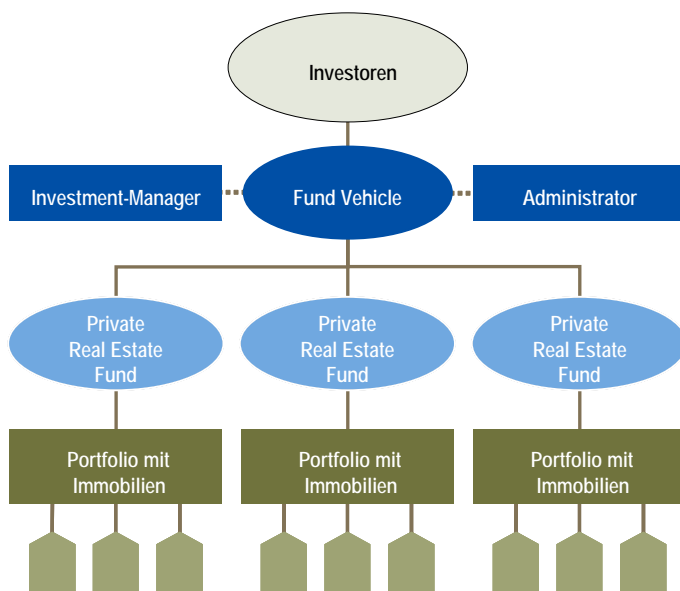 Investoren
Investment-Manager
Fund Vehicle
Administrator
Private
Real Estate
Fund
Private
Real Estate
Fund
Private
Real Estate
Fund
Portfolio mit
Immobilien
Portfolio mit
Immobilien
Portfolio mit
Immobilien